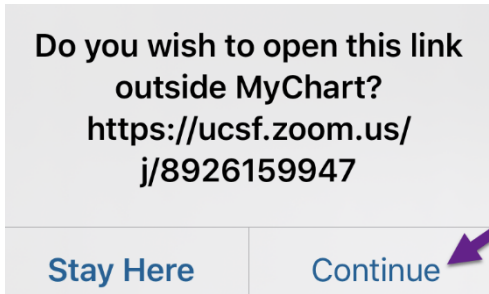 Do you wish to open this link
outside MyChart?
https://ucsf.zoom.us/
j/8926159947
Stay Here
Continue